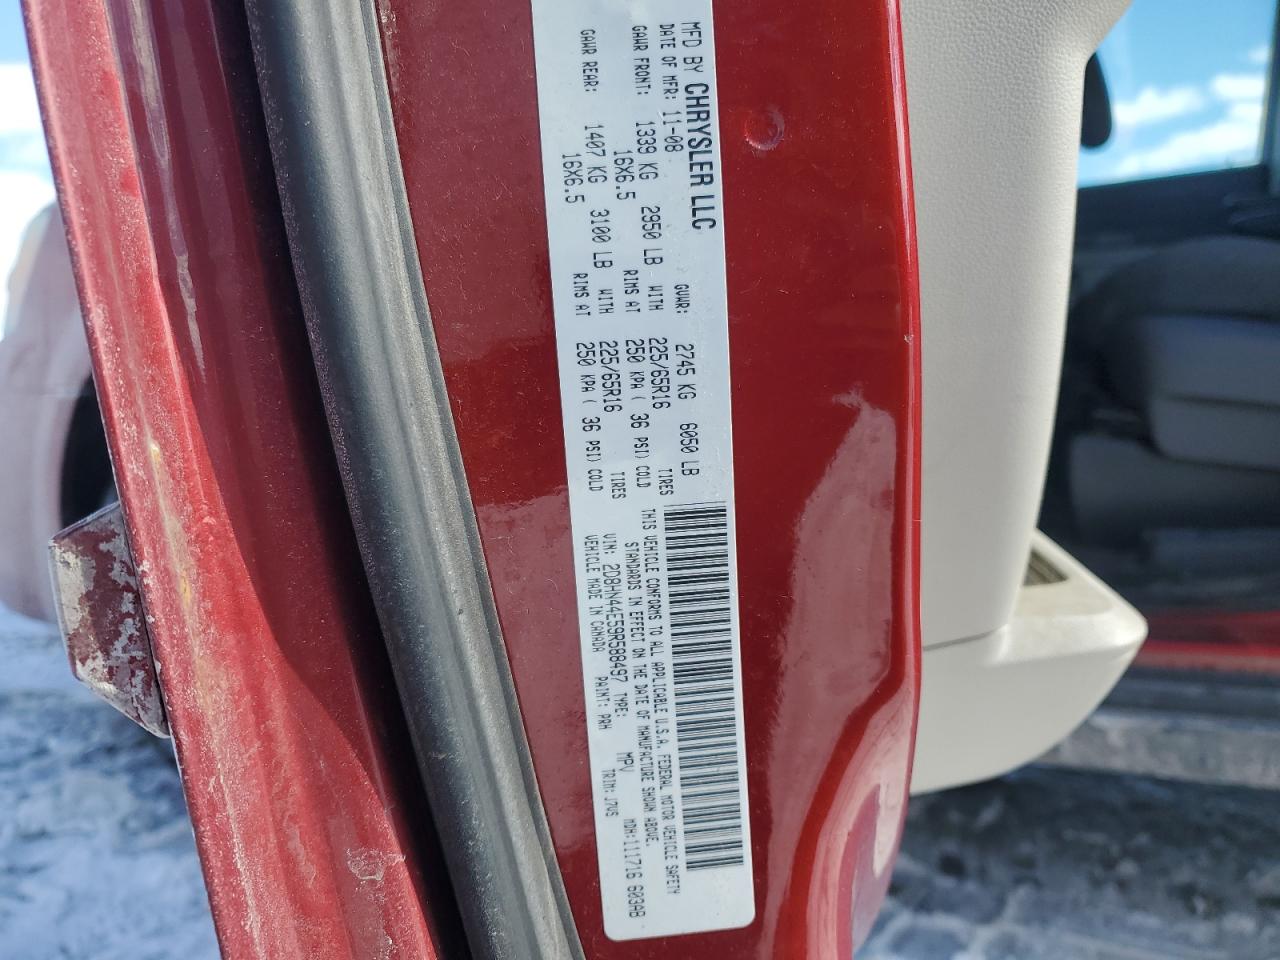 MFD BY CHRYSLER LLC
DATE OF MFR: 11-08 GVWR: 2745 KG 6050 LB
GAWR FRONT: 1339 KG 2950 LB WITH 225/65R16 TIRES
16X6.5 RIMS AT 250 KPA ( 36 PSI) COLD
GAWR REAR: 1407 KG 3100 LB WITH 225/65R16 TIRES
16X6.5 RIMS AT 250 KPA ( 36 PSI) COLD
THIS VEHICLE CONFORMS TO ALL APPLICABLE U.S.A. FEDERAL MOTOR VEHICLE SAFETY
STANDARDS IN EFFECT ON THE DATE OF MANUFACTURE SHOWN ABOVE.
VIN: 2D8HN44E59R588497 TYPE: MPV MDH:111716 603AB
VEHICLE MADE IN CANADA PAINT: PRH TRIM: J7VS